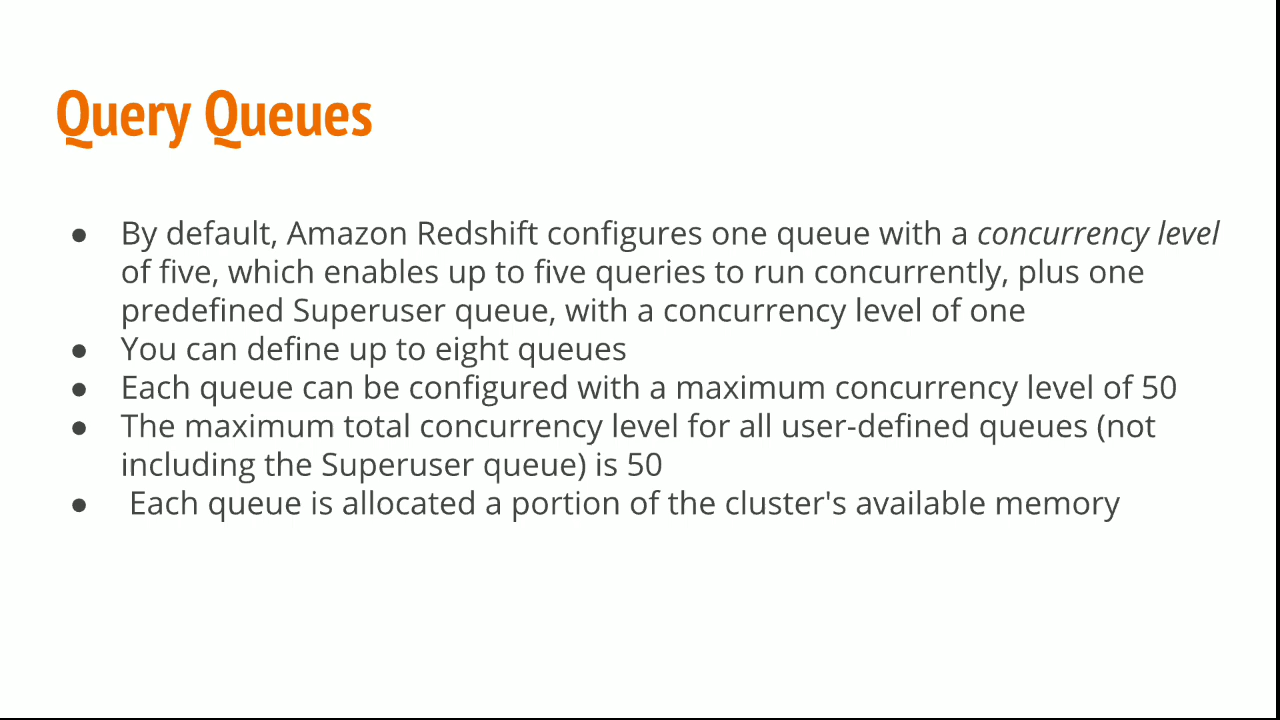 Query Queues
● By default, Amazon Redshift configures one queue with a concurrency level
of five, which enables up to five queries to run concurrently, plus one
predefined Superuser queue, with a concurrency level of one
● You can define up to eight queues
● Each queue can be configured with a maximum concurrency level of 50
● The maximum total concurrency level for all user-defined queues (not
including the Superuser queue) is 50
● Each queue is allocated a portion of the cluster's available memory